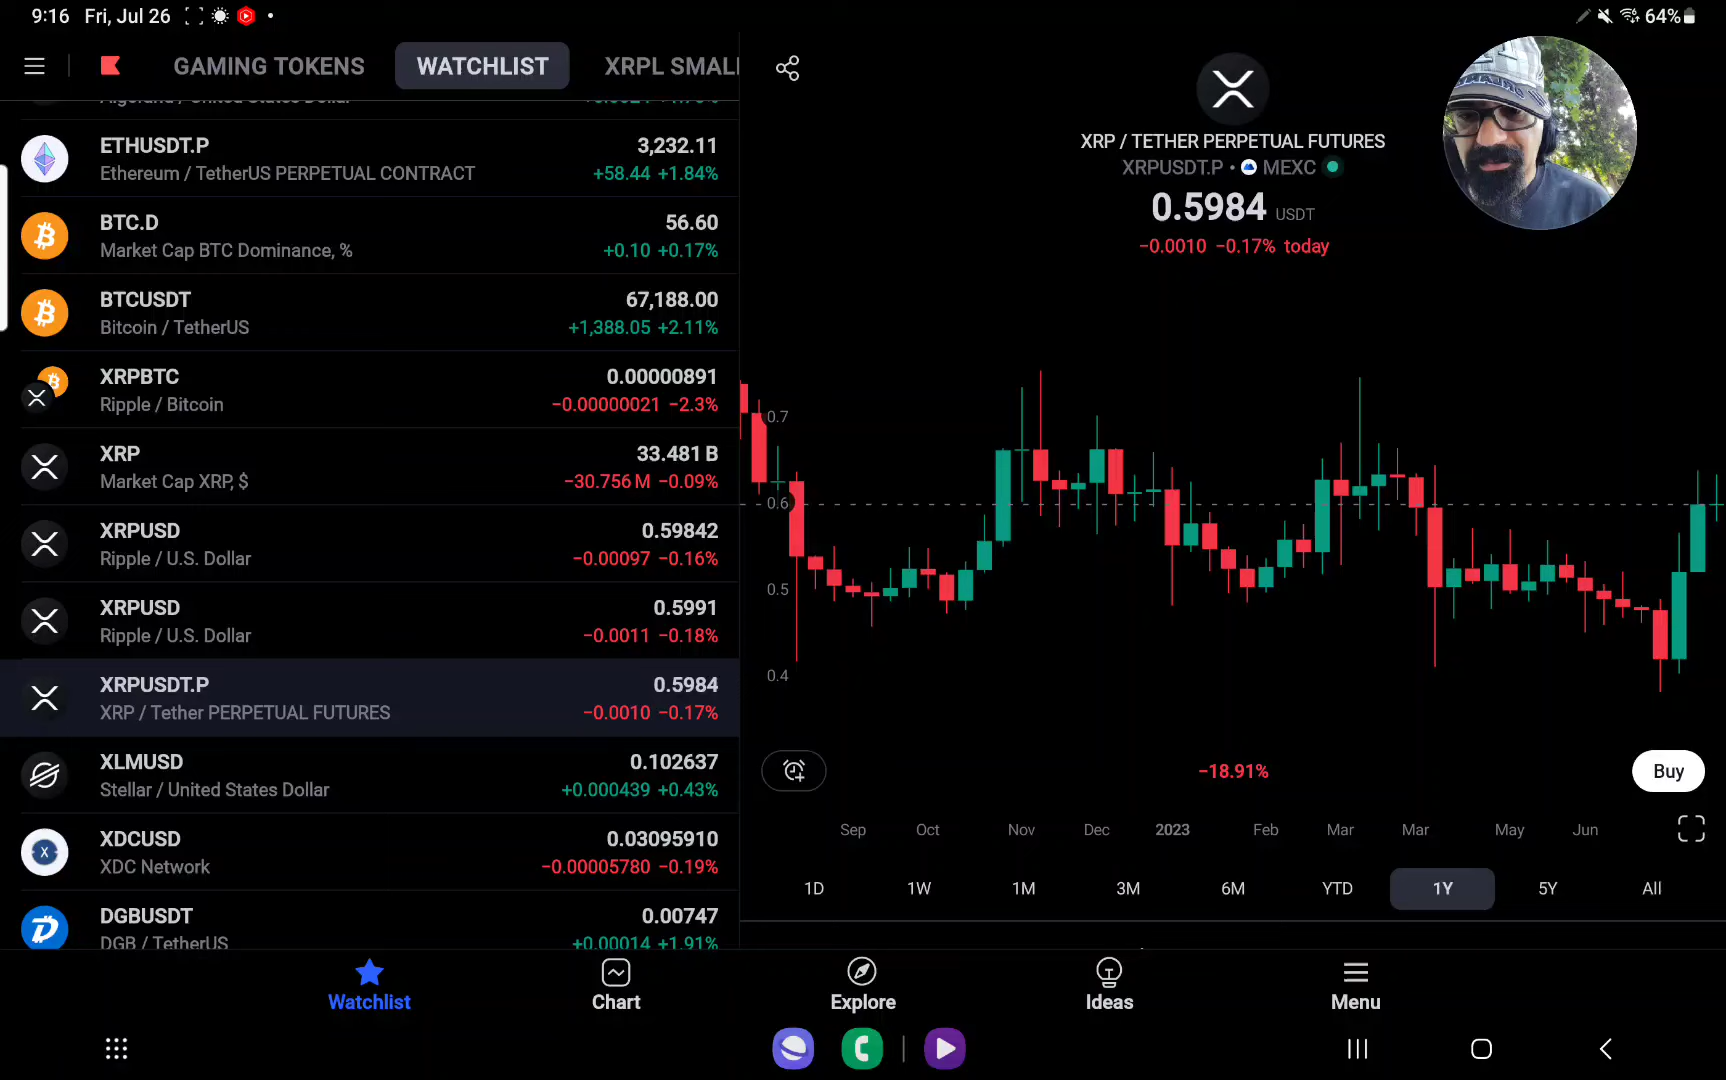 9:16 Fri, Jul 26 64%
GAMING TOKENS WATCHLIST XRPL SMAL
ETHUSDT.P 3,232.11
Ethereum / TetherUS PERPETUAL CONTRACT +58.44 +1.84%
BTC.D 56.60
Market Cap BTC Dominance, % +0.10 +0.17%
BTCUSDT 67,188.00
Bitcoin / TetherUS +1,388.05 +2.11%
XRPBTC 0.00000891
Ripple / Bitcoin −0.00000021 −2.3%
XRP 33.481 B
Market Cap XRP, $ −30.756 M −0.09%
XRPUSD 0.59842
Ripple / U.S. Dollar −0.00097 −0.16%
XRPUSD 0.5991
Ripple / U.S. Dollar −0.0011 −0.18%
XRPUSDT.P 0.5984
XRP / Tether PERPETUAL FUTURES −0.0010 −0.17%
XLMUSD 0.102637
Stellar / United States Dollar +0.000439 +0.43%
XDCUSD 0.03095910
XDC Network −0.00005780 −0.19%
DGBUSDT 0.00747
DGB / TetherUS +0.00014 +1.91%
XRP / TETHER PERPETUAL FUTURES
XRPUSDT.P • MEXC
0.5984 USDT
−0.0010 −0.17% today
0.7
0.6
0.5
0.4
−18.91%
Buy
Sep Oct Nov Dec 2023 Feb Mar Mar May Jun
1D 1W 1M 3M 6M YTD 1Y 5Y All
Watchlist Chart Explore Ideas Menu